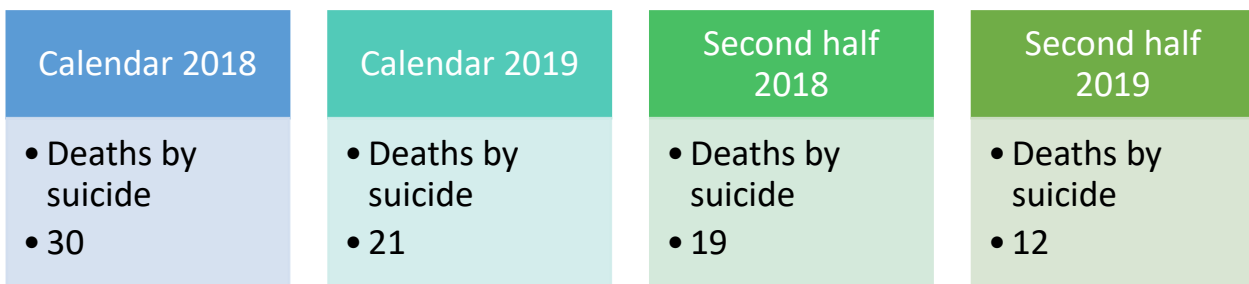 Calendar 2018
• Deaths by
suicide
• 30
Calendar 2019
• Deaths by
suicide
• 21
Second half
2018
• Deaths by
suicide
• 19
Second half
2019
• Deaths by
suicide
• 12